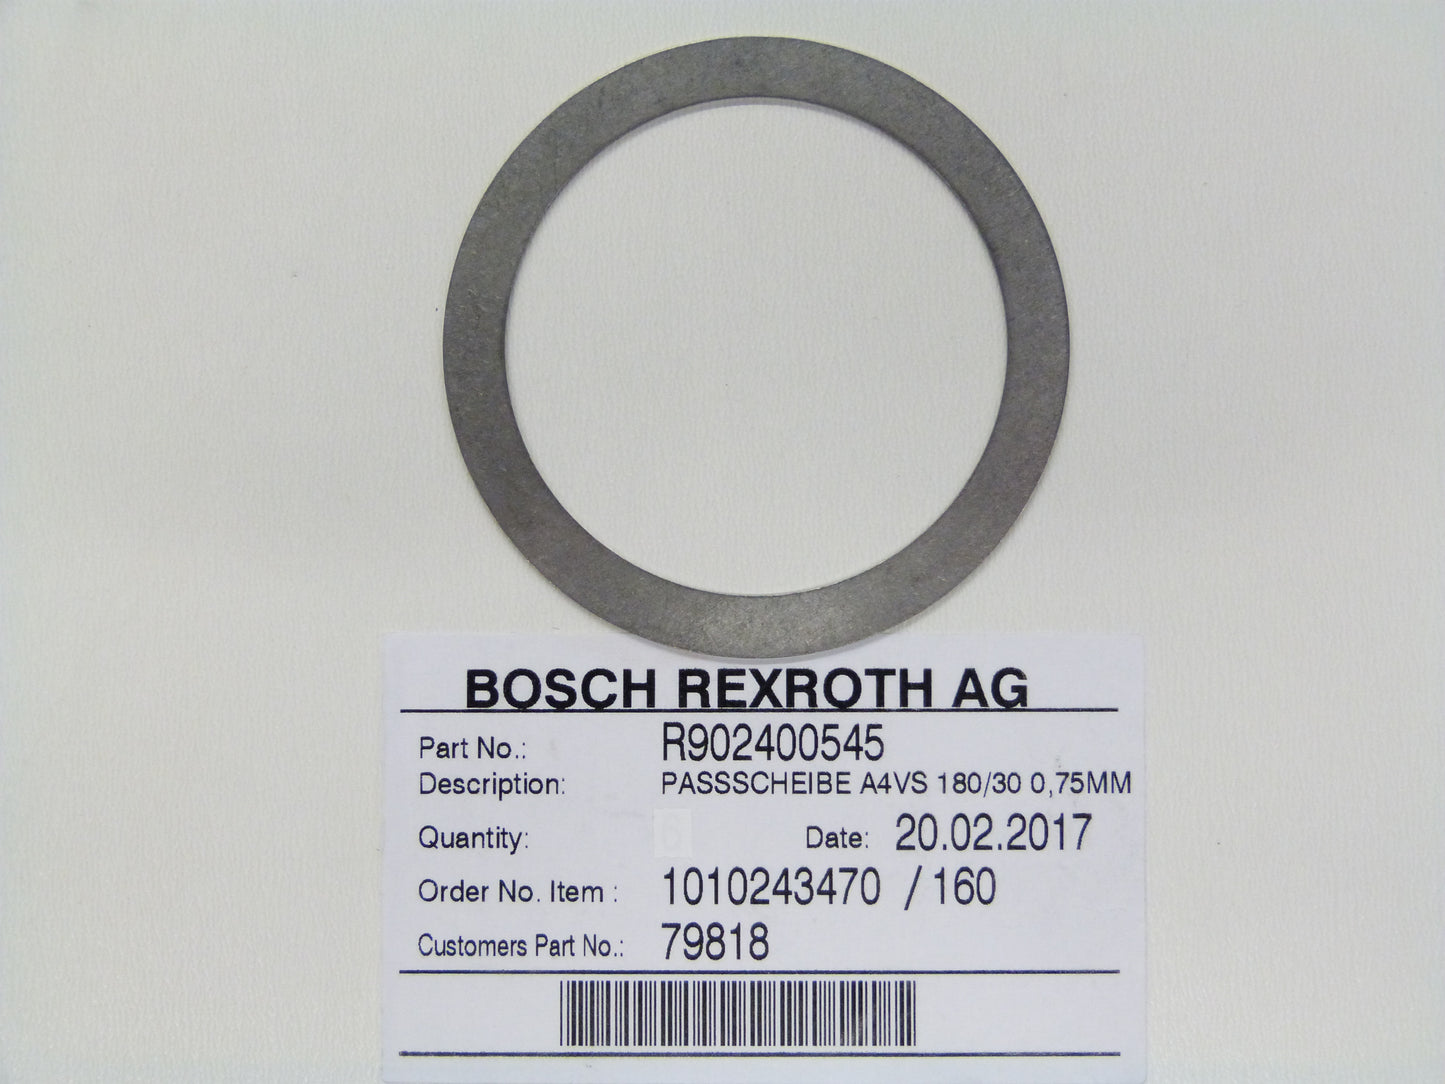 BOSCH REXROTH AG
Part No.: R902400545
Description: PASSSCHEIBE A4VS 180/30 0,75MM
Quantity: 6 Date: 20.02.2017
Order No. Item : 1010243470 / 160
Customers Part No.: 79818